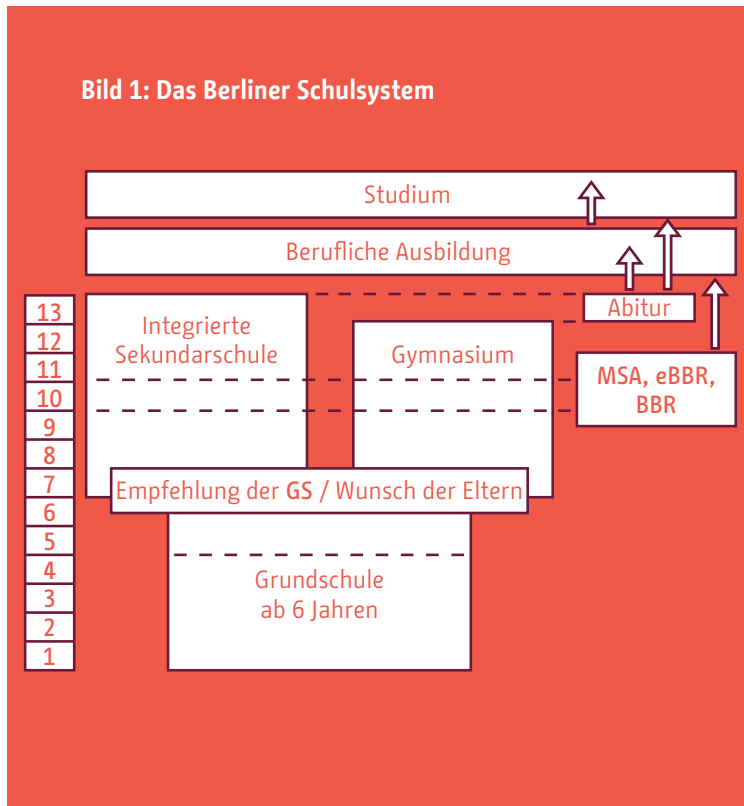 Bild 1: Das Berliner Schulsystem
Studium
Berufliche Ausbildung
13
12
11
10
9
8
7
6
5
4
3
2
1
Integrierte
Sekundarschule
Gymnasium
Abitur
MSA, eBBR,
BBR
Empfehlung der GS / Wunsch der Eltern
Grundschule
ab 6 Jahren